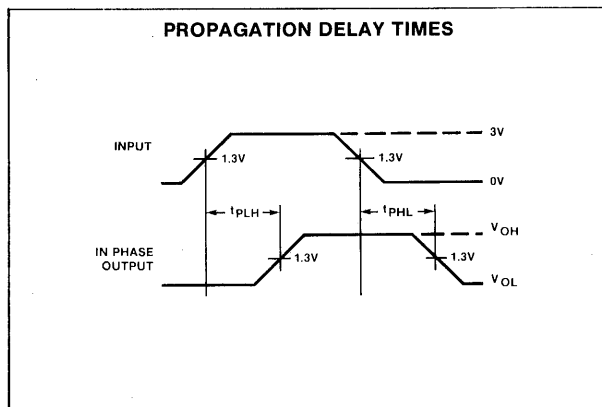 PROPAGATION DELAY TIMES
INPUT
1.3V
1.3V
3V
0V
tPLH
tPHL
IN PHASE
OUTPUT
1.3V
1.3V
VOH
VOL